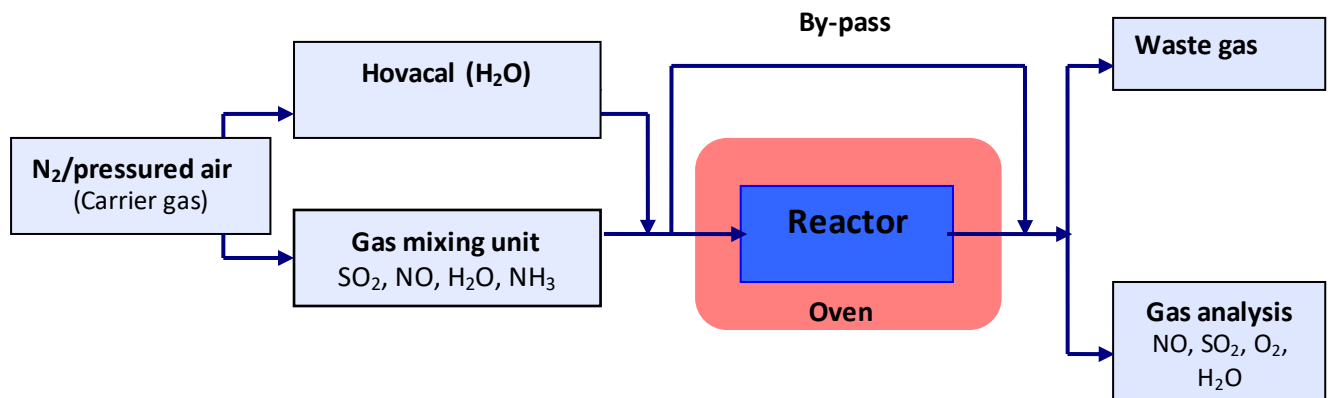 By-pass
Hovacal (H₂O)
Waste gas
N₂/pressured air
(Carrier gas)
Gas mixing unit
SO₂, NO, H₂O, NH₃
Reactor
Oven
Gas analysis
NO, SO₂, O₂,
H₂O